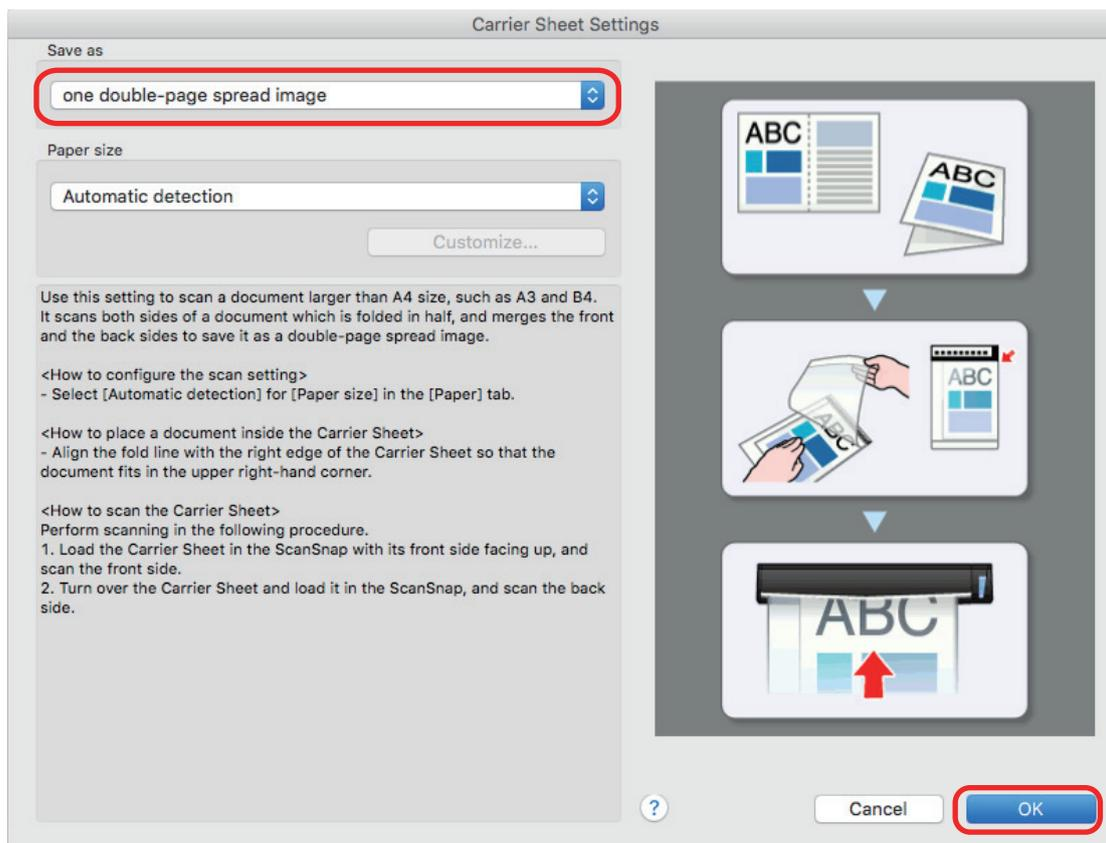 Carrier Sheet Settings
Save as
one double-page spread image
Paper size
Automatic detection
Customize...
Use this setting to scan a document larger than A4 size, such as A3 and B4.
It scans both sides of a document which is folded in half, and merges the front
and the back sides to save it as a double-page spread image.
<How to configure the scan setting>
- Select [Automatic detection] for [Paper size] in the [Paper] tab.
<How to place a document inside the Carrier Sheet>
- Align the fold line with the right edge of the Carrier Sheet so that the
document fits in the upper right-hand corner.
<How to scan the Carrier Sheet>
Perform scanning in the following procedure.
1. Load the Carrier Sheet in the ScanSnap with its front side facing up, and
scan the front side.
2. Turn over the Carrier Sheet and load it in the ScanSnap, and scan the back
side.
ABC
ABC
ABC
ABC
ABC
?
Cancel
OK